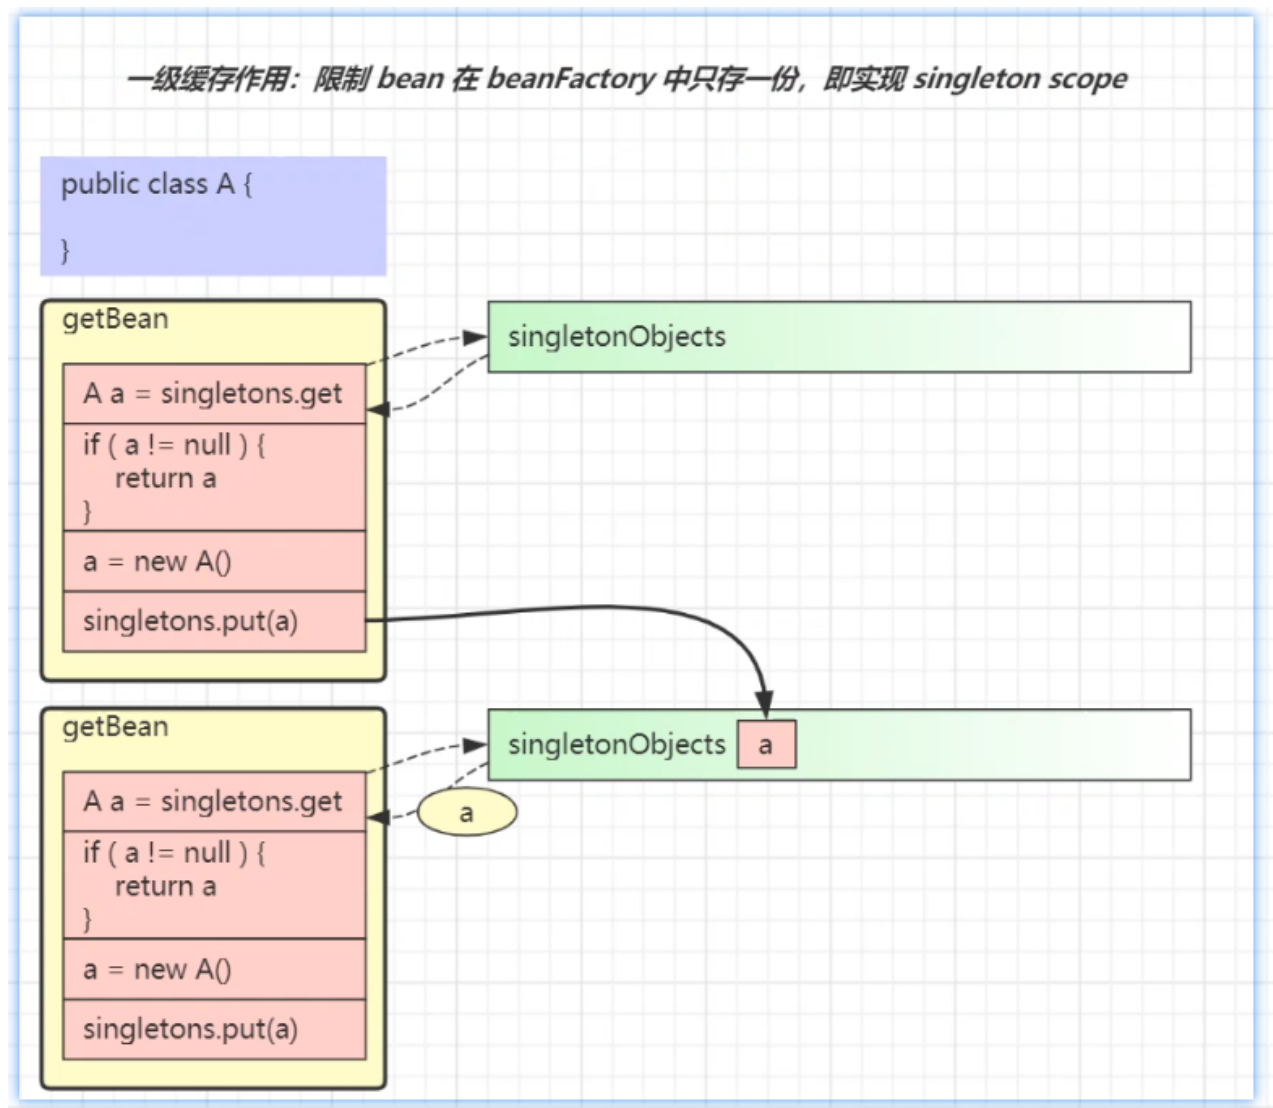 一级缓存作用：限制 bean 在 beanFactory 中只存一份，即实现 singleton scope
public class A {
}
getBean
singletonObjects
A a = singletons.get
if ( a != null ) {
return a
}
a = new A()
singletons.put(a)
getBean
singletonObjects
a
A a = singletons.get
a
if ( a != null ) {
return a
}
a = new A()
singletons.put(a)